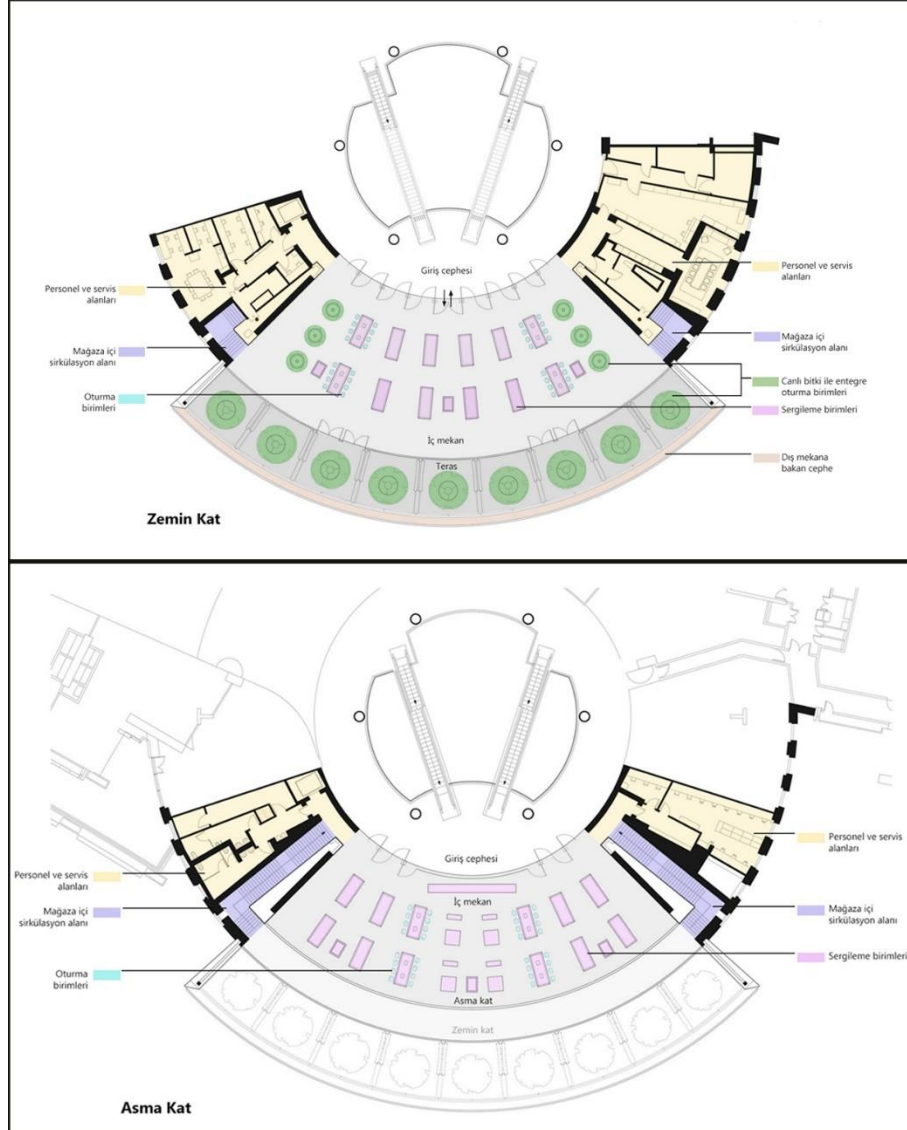 Giriş cephesi
Personel ve servis
alanları
Personel ve servis
alanları
Mağaza içi
sirkülasyon alanı
Mağaza içi
sirkülasyon alanı
Oturma
birimleri
Canlı bitki ile entegre
oturma birimleri
Sergileme birimleri
İç mekan
Teras
Dış mekana
bakan cephe
Zemin Kat
Giriş cephesi
Personel ve servis
alanları
Personel ve servis
alanları
İç mekan
Mağaza içi
sirkülasyon alanı
Mağaza içi
sirkülasyon alanı
Sergileme birimleri
Oturma
birimleri
Asma kat
Zemin kat
Asma Kat